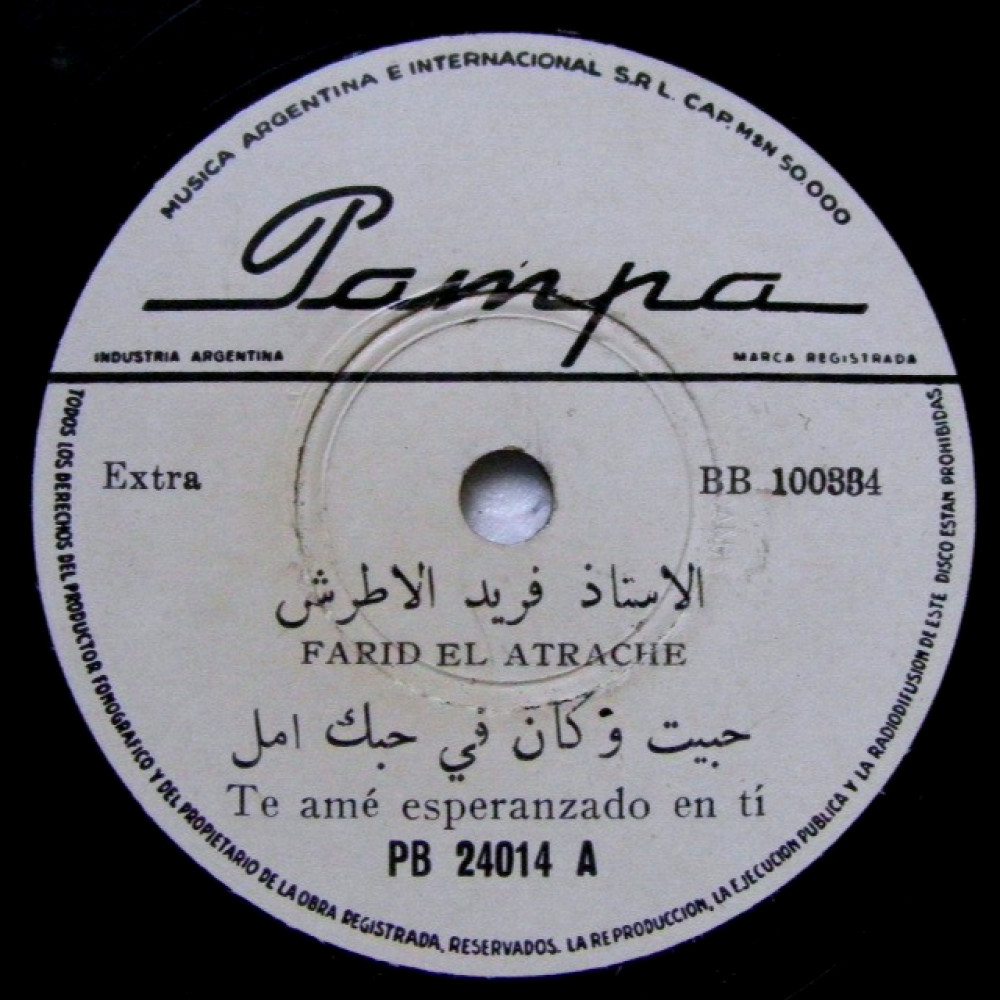 MUSICA ARGENTINA E INTERNACIONAL S.R.L. CAP. M$N 50.000
Pampa
INDUSTRIA ARGENTINA
MARCA REGISTRADA
Extra
BB 100334
الاستاذ فريد الاطرش
FARID EL ATRACHE
حبيت وكان في حبك امل
Te amé esperanzado en tí
PB 24014 A
TODOS LOS DERECHOS DEL PRODUCTOR FONOGRAFICO Y DEL PROPIETARIO DE LA OBRA REGISTRADA, RESERVADOS. LA REPRODUCCION, LA EJECUCION PUBLICA Y LA RADIODIFUSION DE ESTE DISCO ESTAN PROHIBIDAS